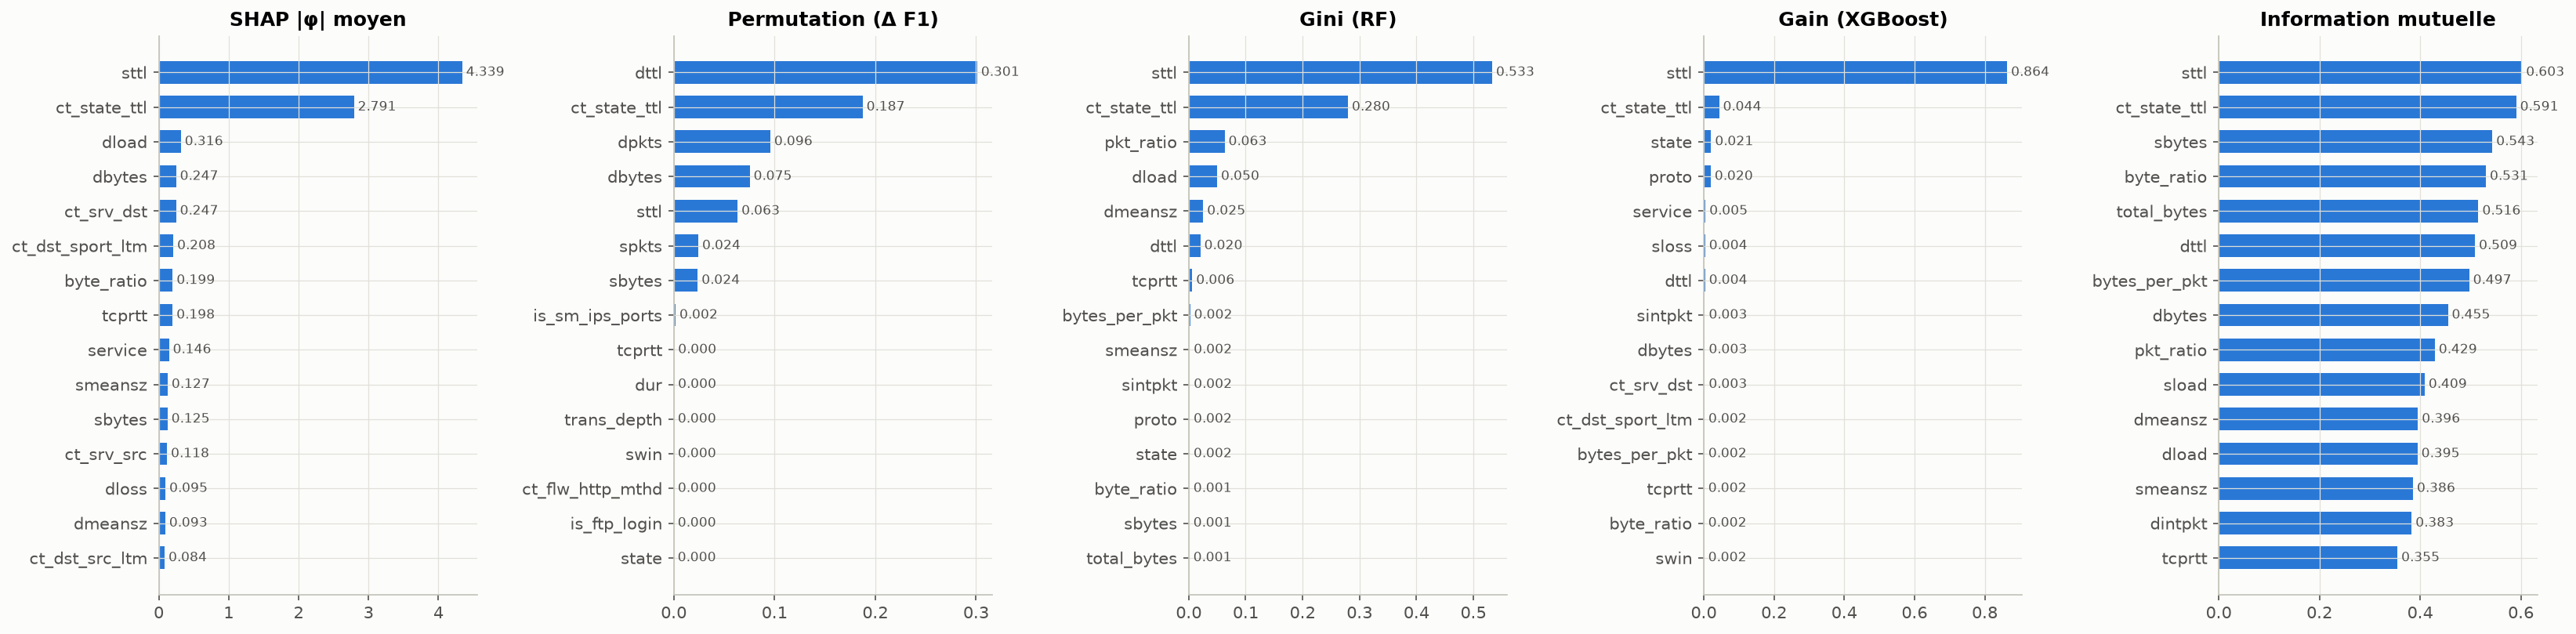 SHAP |φ| moyen
sttl 4.339
ct_state_ttl 2.791
dload 0.316
dbytes 0.247
ct_srv_dst 0.247
ct_dst_sport_ltm 0.208
byte_ratio 0.199
tcprtt 0.198
service 0.146
smeansz 0.127
sbytes 0.125
ct_srv_src 0.118
dloss 0.095
dmeansz 0.093
ct_dst_src_ltm 0.084
0 1 2 3 4
Permutation (Δ F1)
dttl 0.301
ct_state_ttl 0.187
dpkts 0.096
dbytes 0.075
sttl 0.063
spkts 0.024
sbytes 0.024
is_sm_ips_ports 0.002
tcprtt 0.000
dur 0.000
trans_depth 0.000
swin 0.000
ct_flw_http_mthd 0.000
is_ftp_login 0.000
state 0.000
0.0 0.1 0.2 0.3
Gini (RF)
sttl 0.533
ct_state_ttl 0.280
pkt_ratio 0.063
dload 0.050
dmeansz 0.025
dttl 0.020
tcprtt 0.006
bytes_per_pkt 0.002
smeansz 0.002
sintpkt 0.002
proto 0.002
state 0.002
byte_ratio 0.001
sbytes 0.001
total_bytes 0.001
0.0 0.1 0.2 0.3 0.4 0.5
Gain (XGBoost)
sttl 0.864
ct_state_ttl 0.044
state 0.021
proto 0.020
service 0.005
sloss 0.004
dttl 0.004
sintpkt 0.003
dbytes 0.003
ct_srv_dst 0.003
ct_dst_sport_ltm 0.002
bytes_per_pkt 0.002
tcprtt 0.002
byte_ratio 0.002
swin 0.002
0.0 0.2 0.4 0.6 0.8
Information mutuelle
sttl 0.603
ct_state_ttl 0.591
sbytes 0.543
byte_ratio 0.531
total_bytes 0.516
dttl 0.509
bytes_per_pkt 0.497
dbytes 0.455
pkt_ratio 0.429
sload 0.409
dmeansz 0.396
dload 0.395
smeansz 0.386
dintpkt 0.383
tcprtt 0.355
0.0 0.2 0.4 0.6